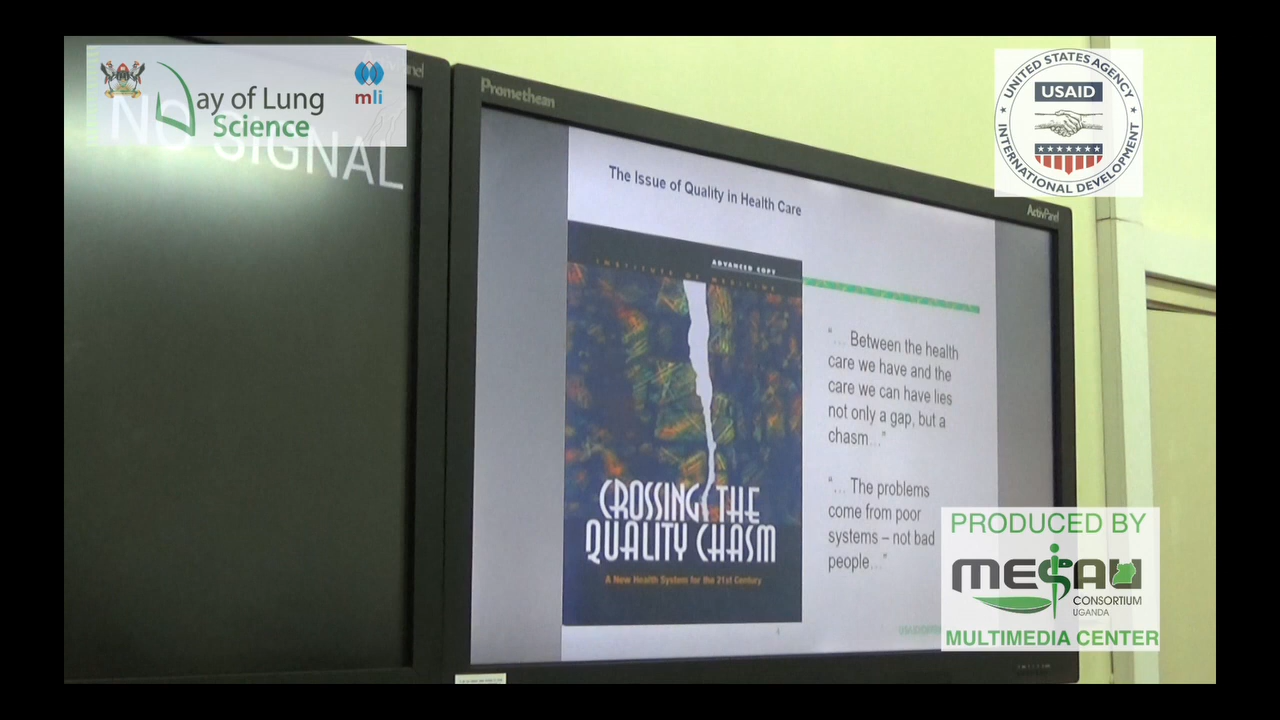 Day of Lung
Science
mli
NO SIGNAL
UNITED STATES AGENCY
USAID
INTERNATIONAL DEVELOPMENT
Promethean
ActivPanel
The Issue of Quality in Health Care
ADVANCED COPY
INSTITUTE OF MEDICINE
CROSSING THE
QUALITY CHASM
A New Health System for the 21st Century
“… Between the health
care we have and the
care we can have lies
not only a gap, but a
chasm…”
“… The problems
come from poor
systems – not bad
people…”
PRODUCED BY
MESAU
CONSORTIUM
UGANDA
MULTIMEDIA CENTER